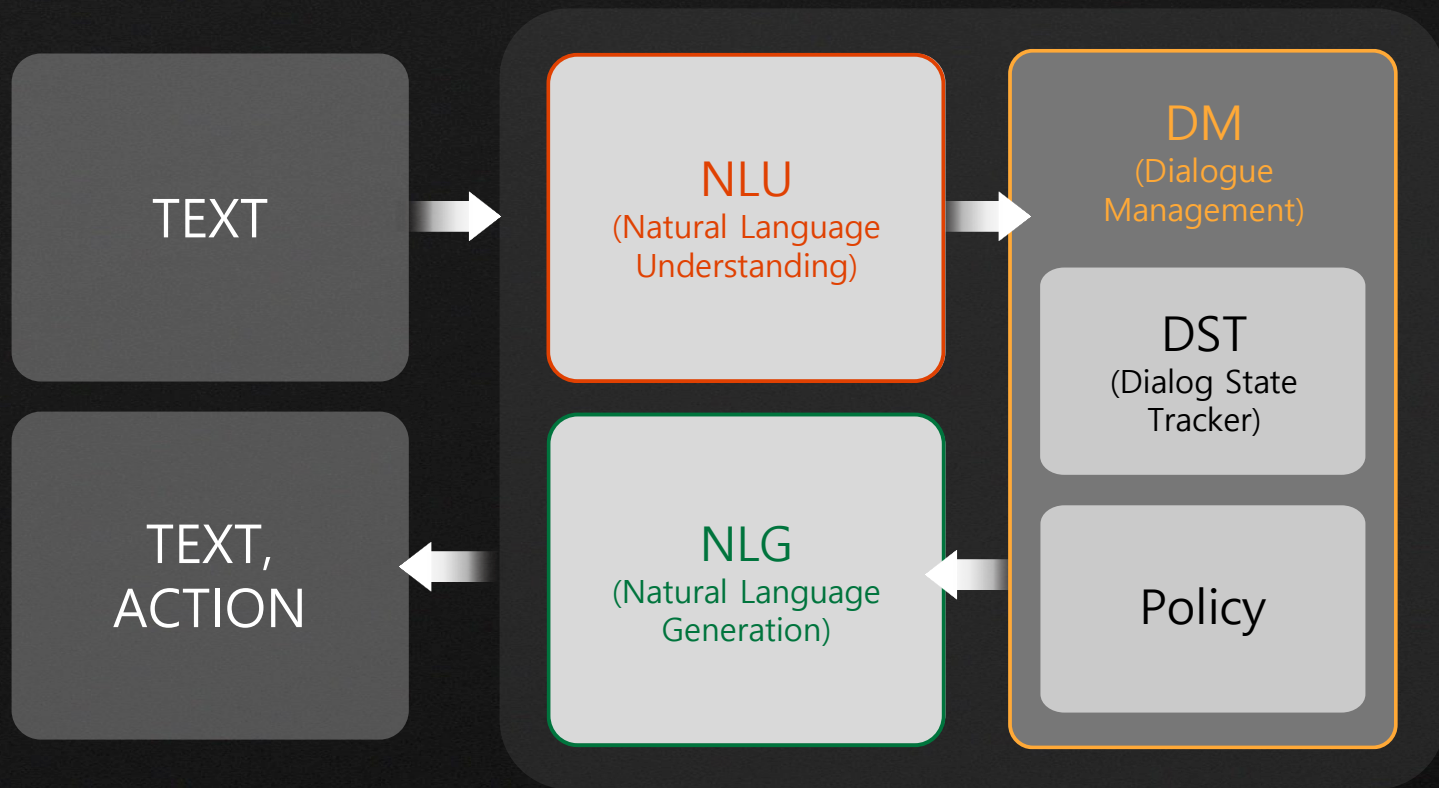 TEXT
NLU
(Natural Language
Understanding)
DM
(Dialogue
Management)
DST
(Dialog State
Tracker)
TEXT,
ACTION
NLG
(Natural Language
Generation)
Policy